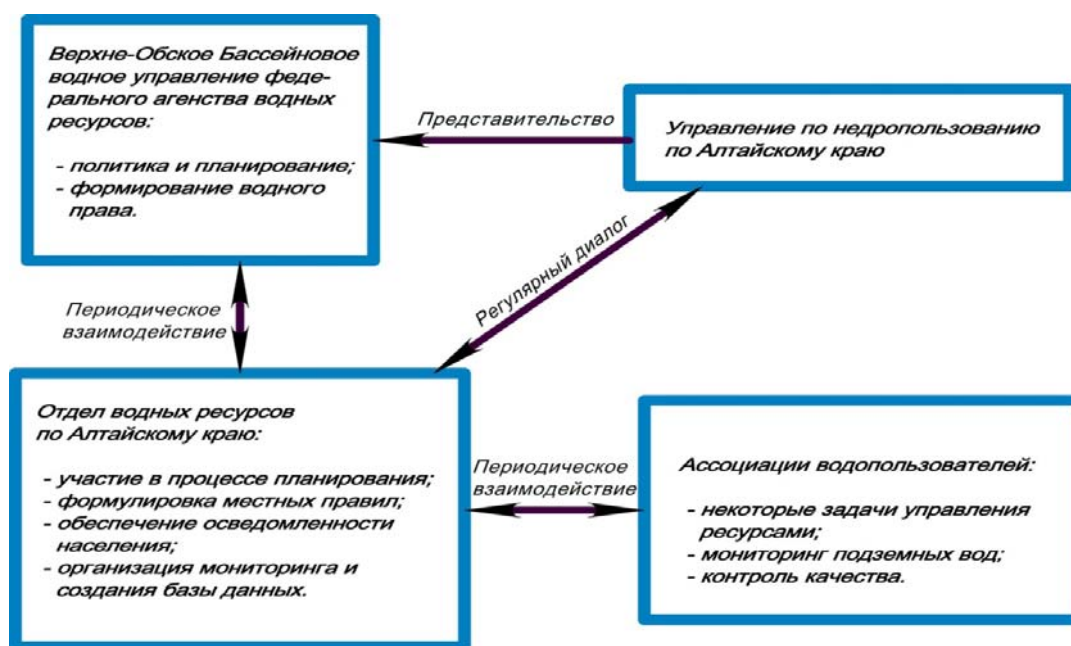 Верхне-Обское Бассейновое
водное управление феде-
рального агенства водных
ресурсов:
- политика и планирование;
- формирование водного
права.
Представительство
Управление по недропользованию
по Алтайскому краю
Регулярный диалог
Периодическое
взаимодействие
Отдел водных ресурсов
по Алтайскому краю:
- участие в процессе планирования;
- формулировка местных правил;
- обеспечение осведомленности
населения;
- организация мониторинга и
создания базы данных.
Периодическое
взаимодействие
Ассоциации водопользователей:
- некоторые задачи управления
ресурсами;
- мониторинг подземных вод;
- контроль качества.